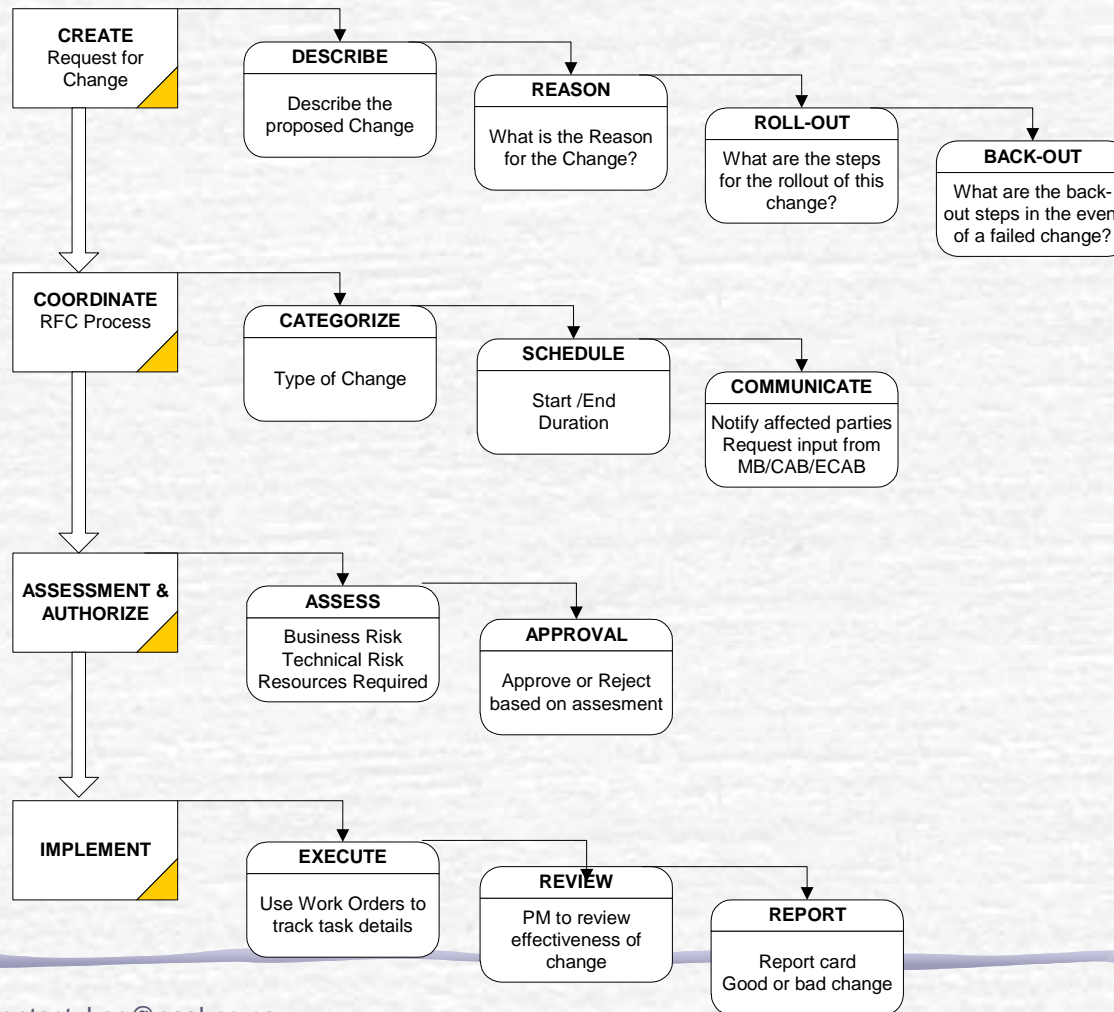 CREATE
Request for
Change
DESCRIBE
Describe the
proposed Change
REASON
What is the Reason
for the Change?
ROLL-OUT
What are the steps
for the rollout of this
change?
BACK-OUT
What are the back-
out steps in the even
of a failed change?
COORDINATE
RFC Process
CATEGORIZE
Type of Change
SCHEDULE
Start /End
Duration
COMMUNICATE
Notify affected parties
Request input from
MB/CAB/ECAB
ASSESSMENT &
AUTHORIZE
ASSESS
Business Risk
Technical Risk
Resources Required
APPROVAL
Approve or Reject
based on assesment
IMPLEMENT
EXECUTE
Use Work Orders to
track task details
REVIEW
PM to review
effectiveness of
change
REPORT
Report card
Good or bad change